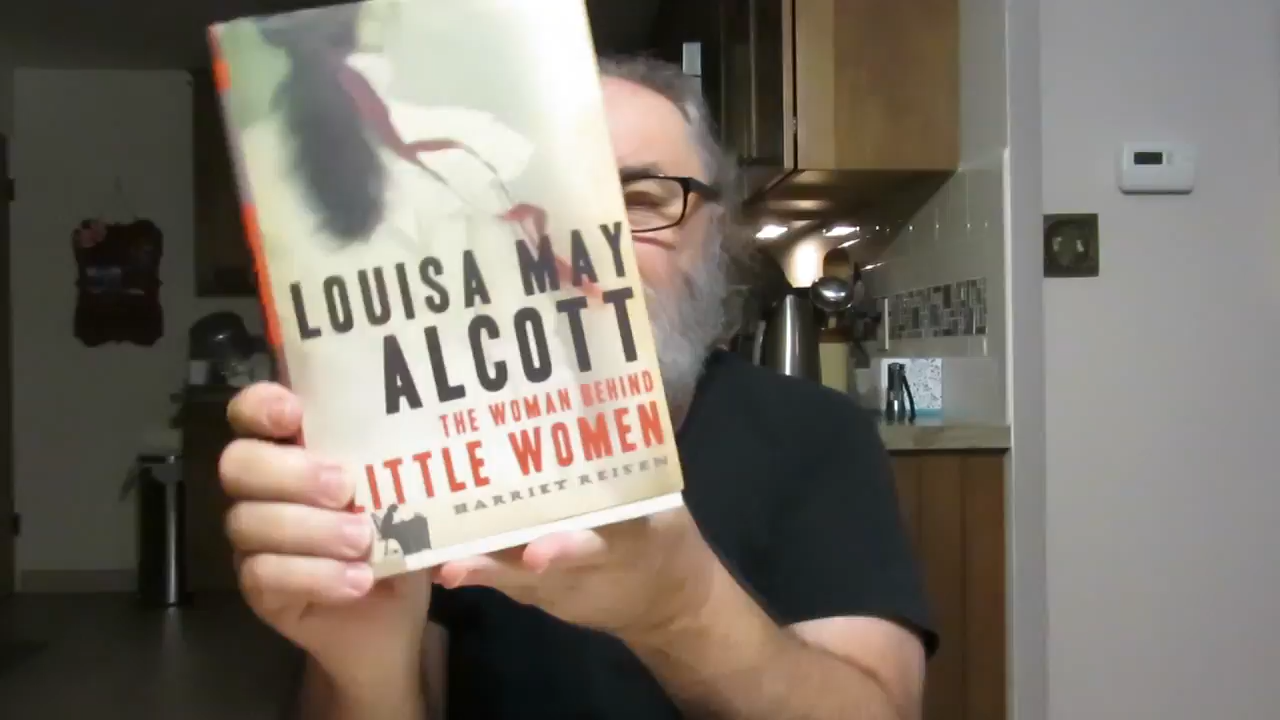 LOUISA MAY
ALCOTT
THE WOMAN BEHIND
LITTLE WOMEN
HARRIET REISEN